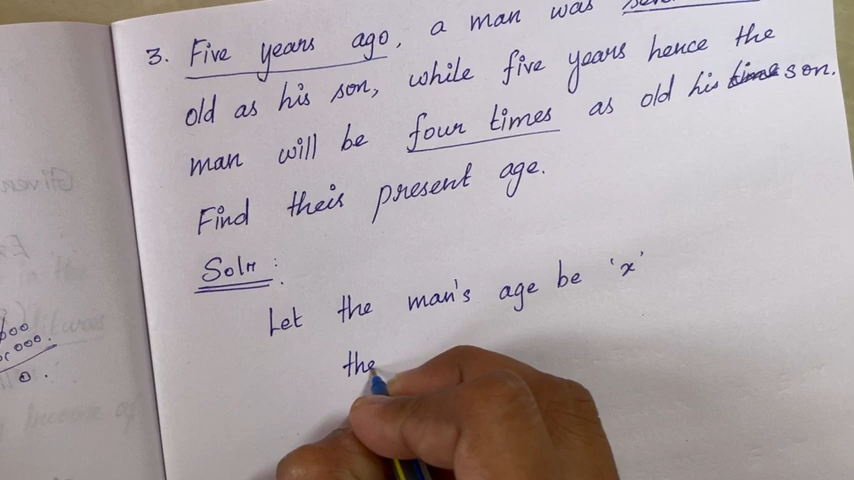 3. Five years ago, a man was
old as his son, while five years hence the
man will be four times as old his son.
Find their present age.
Soln :
Let the man's age be 'x'
the